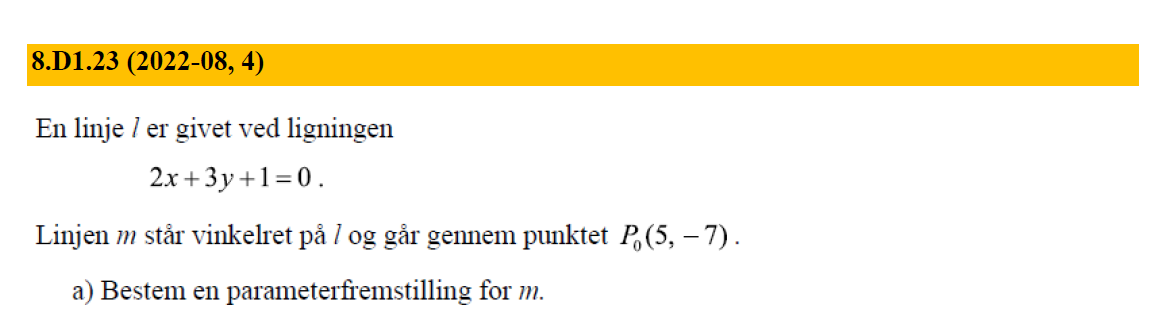 8.D1.23 (2022-08, 4)
En linje l er givet ved ligningen
2x + 3y + 1 = 0 .
Linjen m står vinkelret på l og går gennem punktet P₀(5, − 7) .
a) Bestem en parameterfremstilling for m.